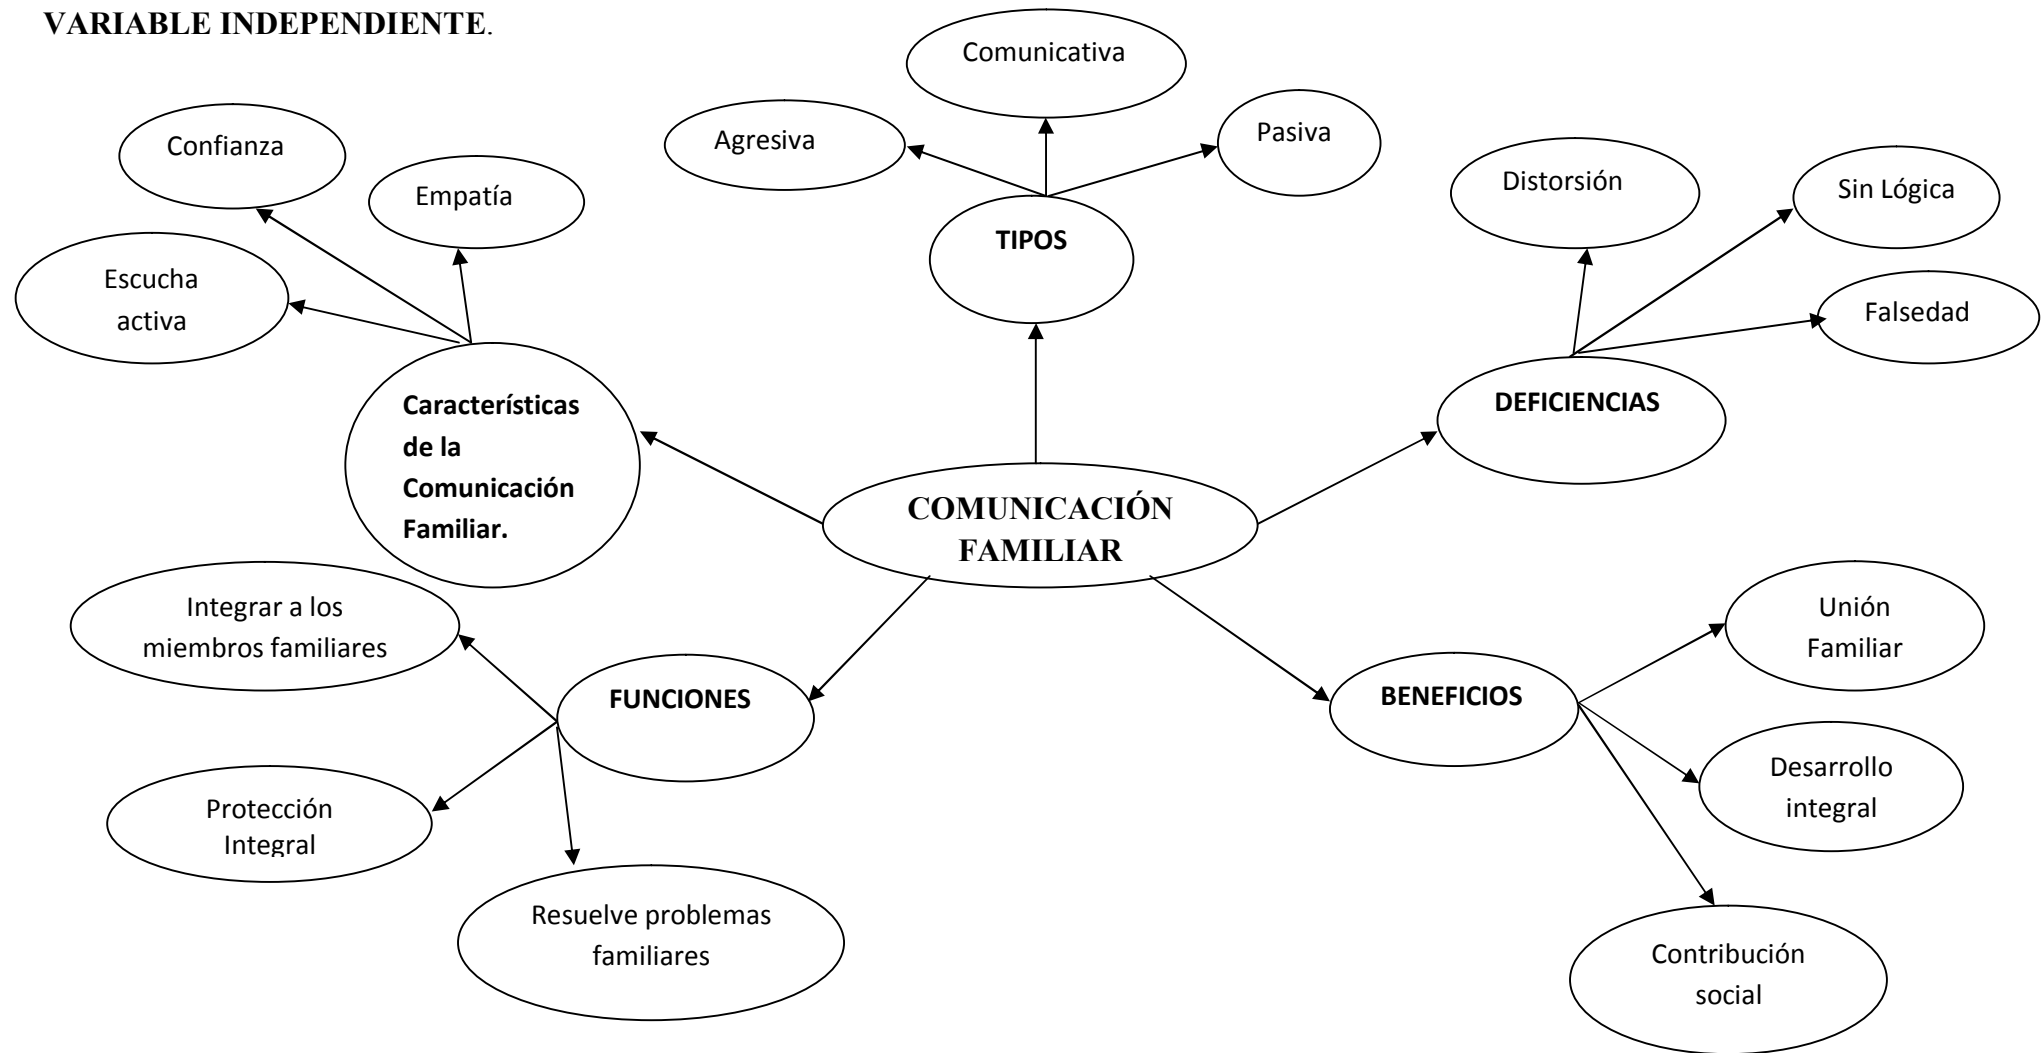 VARIABLE INDEPENDIENTE.
Comunicativa
Agresiva
Pasiva
Confianza
Empatía
Escucha
activa
TIPOS
Distorsión
Sin Lógica
Falsedad
Características
de la
Comunicación
Familiar.
DEFICIENCIAS
COMUNICACIÓN
FAMILIAR
Integrar a los
miembros familiares
FUNCIONES
Protección
Integral
Resuelve problemas
familiares
BENEFICIOS
Unión
Familiar
Desarrollo
integral
Contribución
social